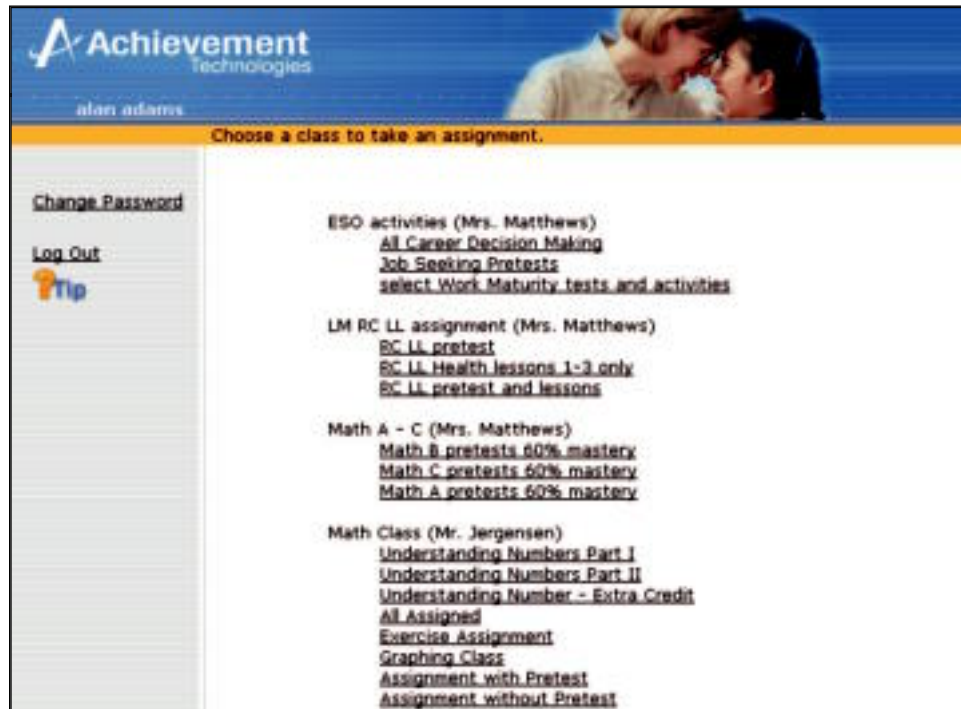 Achievement
Technologies
alan adams
Choose a class to take an assignment.
Change Password
Log Out
Tip
ESO activities (Mrs. Matthews)
All Career Decision Making
Job Seeking Pretests
select Work Maturity tests and activities
LM RC LL assignment (Mrs. Matthews)
RC LL pretest
RC LL Health lessons 1-3 only
RC LL pretest and lessons
Math A - C (Mrs. Matthews)
Math B pretests 60% mastery
Math C pretests 60% mastery
Math A pretests 60% mastery
Math Class (Mr. Jergensen)
Understanding Numbers Part I
Understanding Numbers Part II
Understanding Number - Extra Credit
All Assigned
Exercise Assignment
Graphing Class
Assignment with Pretest
Assignment without Pretest